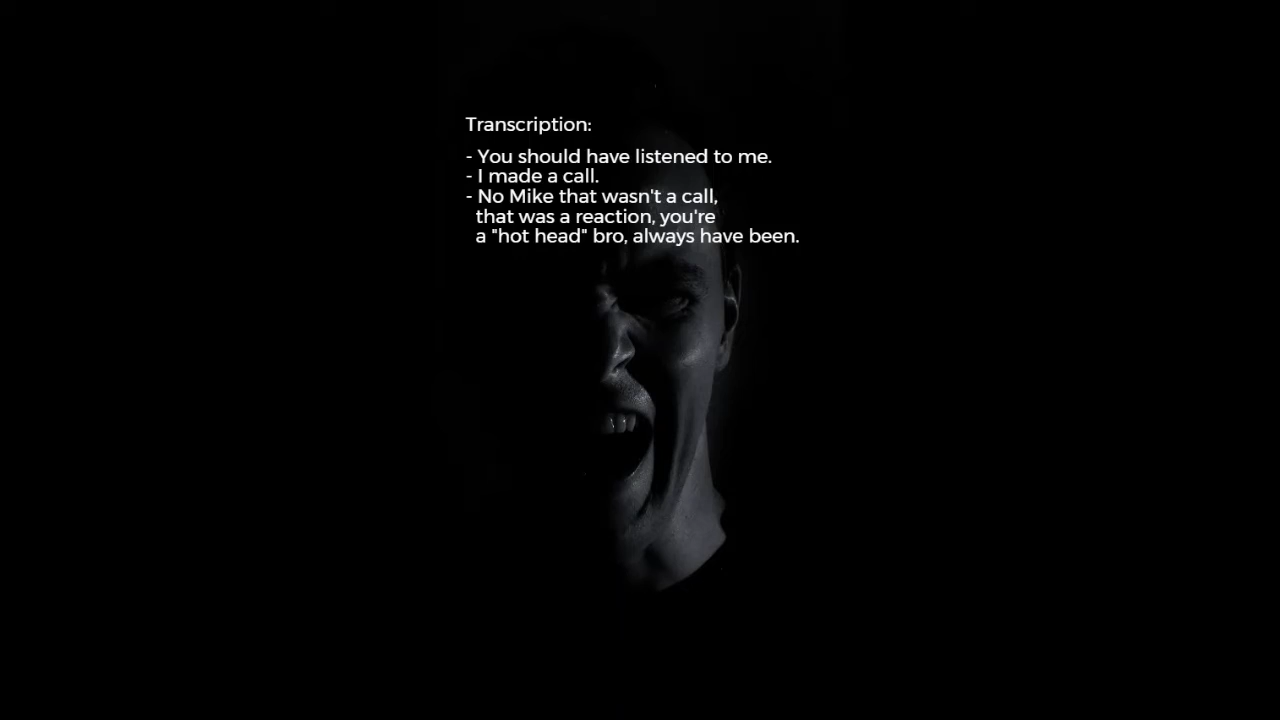 Transcription:
- You should have listened to me.
- I made a call.
- No Mike that wasn't a call,
that was a reaction, you're
a "hot head" bro, always have been.